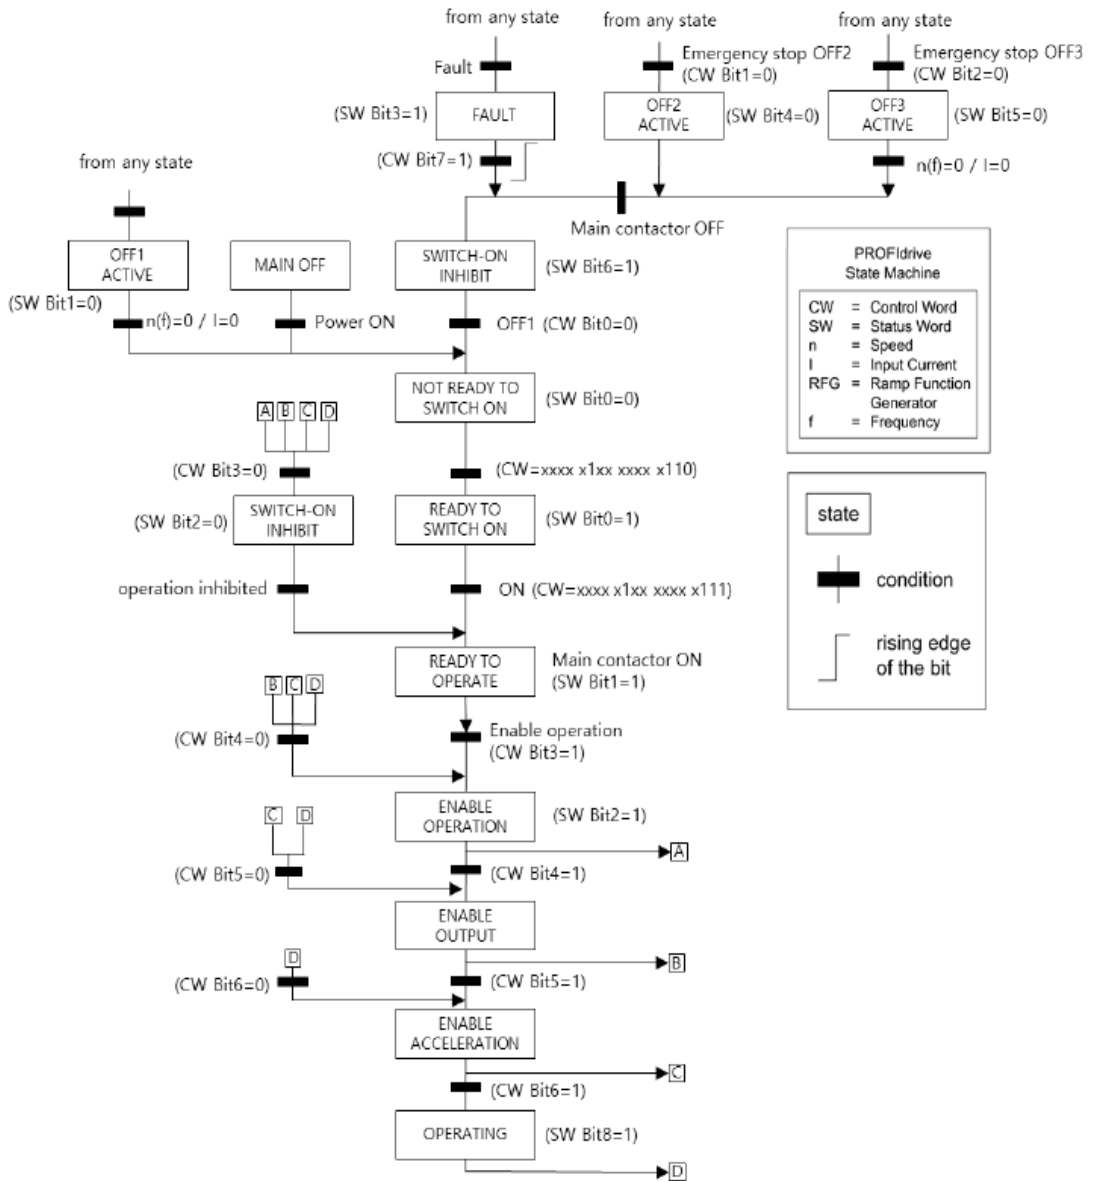 from any state
from any state
from any state
Fault
Emergency stop OFF2
(CW Bit1=0)
Emergency stop OFF3
(CW Bit2=0)
(SW Bit3=1)
FAULT
OFF2
ACTIVE
(SW Bit4=0)
OFF3
ACTIVE
(SW Bit5=0)
(CW Bit7=1)
n(f)=0 / I=0
from any state
Main contactor OFF
OFF1
ACTIVE
(SW Bit1=0)
MAIN OFF
SWITCH-ON
INHIBIT
(SW Bit6=1)
n(f)=0 / I=0
Power ON
OFF1 (CW Bit0=0)
PROFIdrive
State Machine
CW = Control Word
SW = Status Word
n = Speed
I = Input Current
RFG = Ramp Function
Generator
f = Frequency
NOT READY TO
SWITCH ON
(SW Bit0=0)
A B C D
(CW Bit3=0)
(CW=xxxx x1xx xxxx x110)
SWITCH-ON
INHIBIT
(SW Bit2=0)
READY TO
SWITCH ON
(SW Bit0=1)
state
condition
rising edge
of the bit
operation inhibited
ON (CW=xxxx x1xx xxxx x111)
READY TO
OPERATE
Main contactor ON
(SW Bit1=1)
B C D
(CW Bit4=0)
Enable operation
(CW Bit3=1)
ENABLE
OPERATION
(SW Bit2=1)
C D
A
(CW Bit5=0)
(CW Bit4=1)
ENABLE
OUTPUT
D
B
(CW Bit6=0)
(CW Bit5=1)
ENABLE
ACCELERATION
C
(CW Bit6=1)
OPERATING
(SW Bit8=1)
D